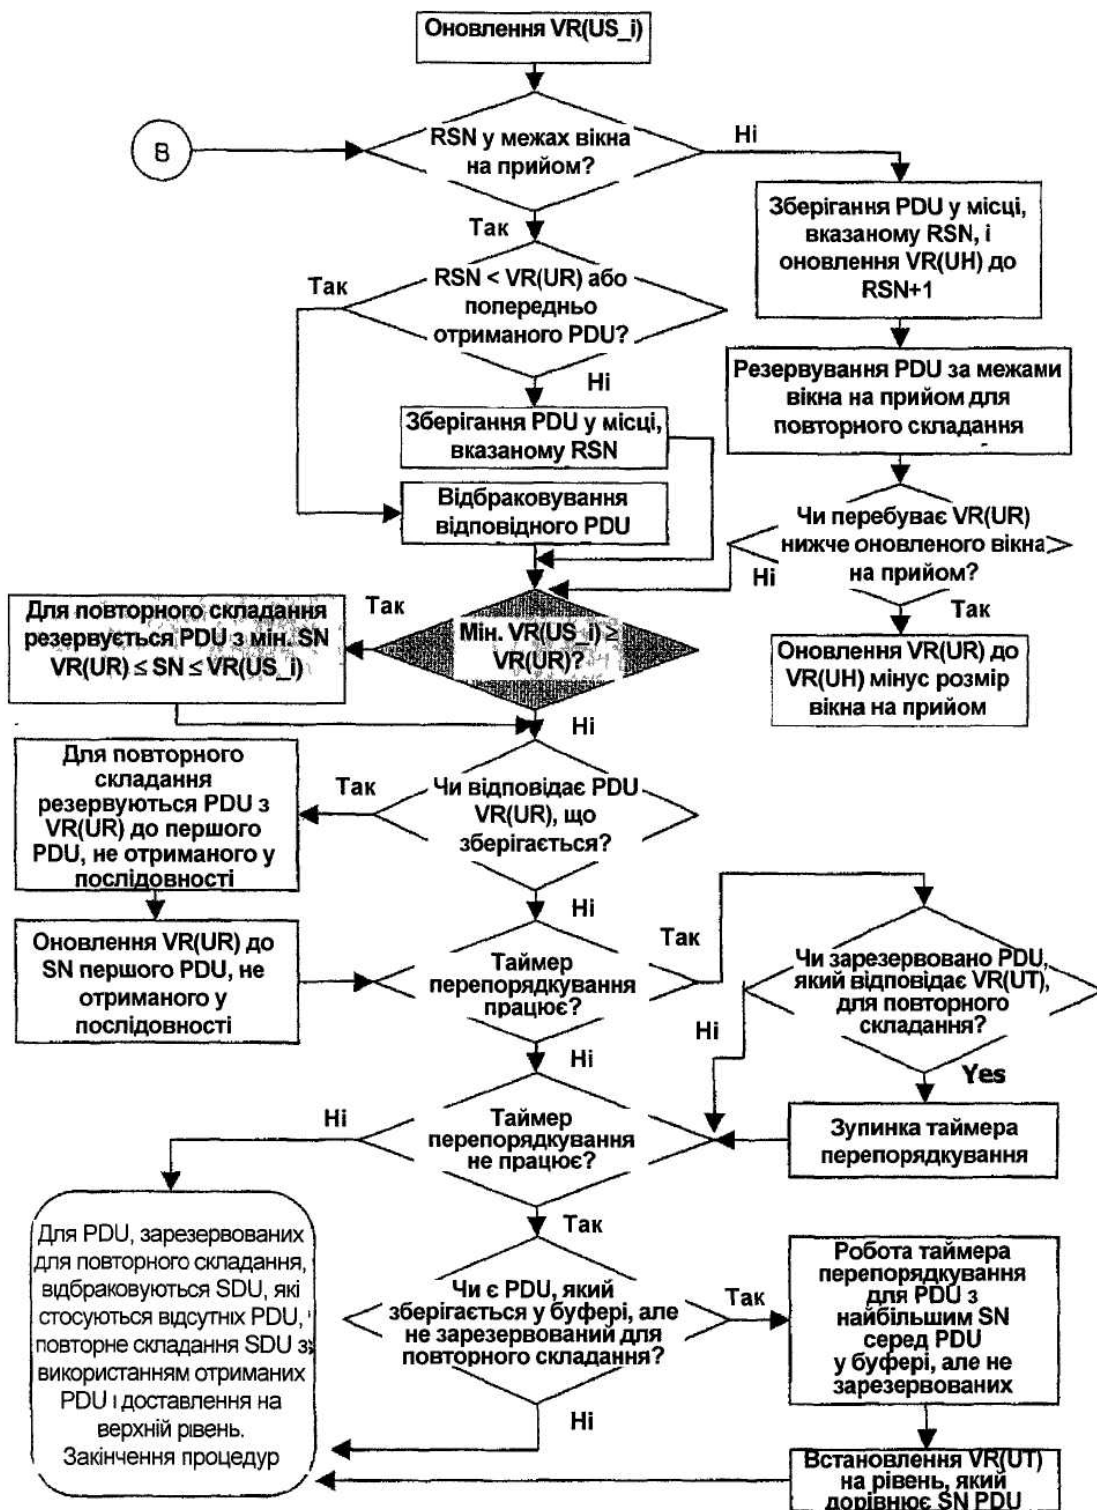 Оновлення VR(US_i)
В
RSN у межах вікна
на прийом?
Ні
Зберігання PDU у місці,
вказаному RSN, і
оновлення VR(UH) до
RSN+1
Так
RSN < VR(UR) або
попередньо
отриманого PDU?
Так
Ні
Резервування PDU за межами
вікна на прийом для
повторного складання
Зберігання PDU у місці,
вказаному RSN
Відбраковування
відповідного PDU
Чи перебуває VR(UR)
нижче оновленого вікна
на прийом?
Ні
Так
Оновлення VR(UR) до
VR(UH) мінус розмір
вікна на прийом
Мін. VR(US_i) ≥
VR(UR)?
Так
Для повторного складання
резервується PDU з мін. SN
VR(UR) ≤ SN ≤ VR(US_i)
Ні
Чи відповідає PDU
VR(UR), що
зберігається?
Так
Для повторного
складання
резервуються PDU з
VR(UR) до першого
PDU, не отриманого у
послідовності
Ні
Оновлення VR(UR) до
SN першого PDU, не
отриманого у
послідовності
Таймер
перепорядкування
працює?
Так
Чи зарезервовано PDU,
який відповідає VR(UT),
для повторного
складання?
Ні
Yes
Зупинка таймера
перепорядкування
Ні
Таймер
перепорядкування
не працює?
Ні
Так
Для PDU, зарезервованих
для повторного складання,
відбраковуються SDU, які
стосуються відсутніх PDU,
повторне складання SDU з
використанням отриманих
PDU і доставлення на
верхній рівень.
Закінчення процедур
Чи є PDU, який
зберігається у буфері, але
не зарезервований для
повторного складання?
Так
Ні
Робота таймера
перепорядкування
для PDU з
найбільшим SN
серед PDU
у буфері, але не
зарезервованих
Встановлення VR(UT)
на рівень, який
дорівнює SN PDU